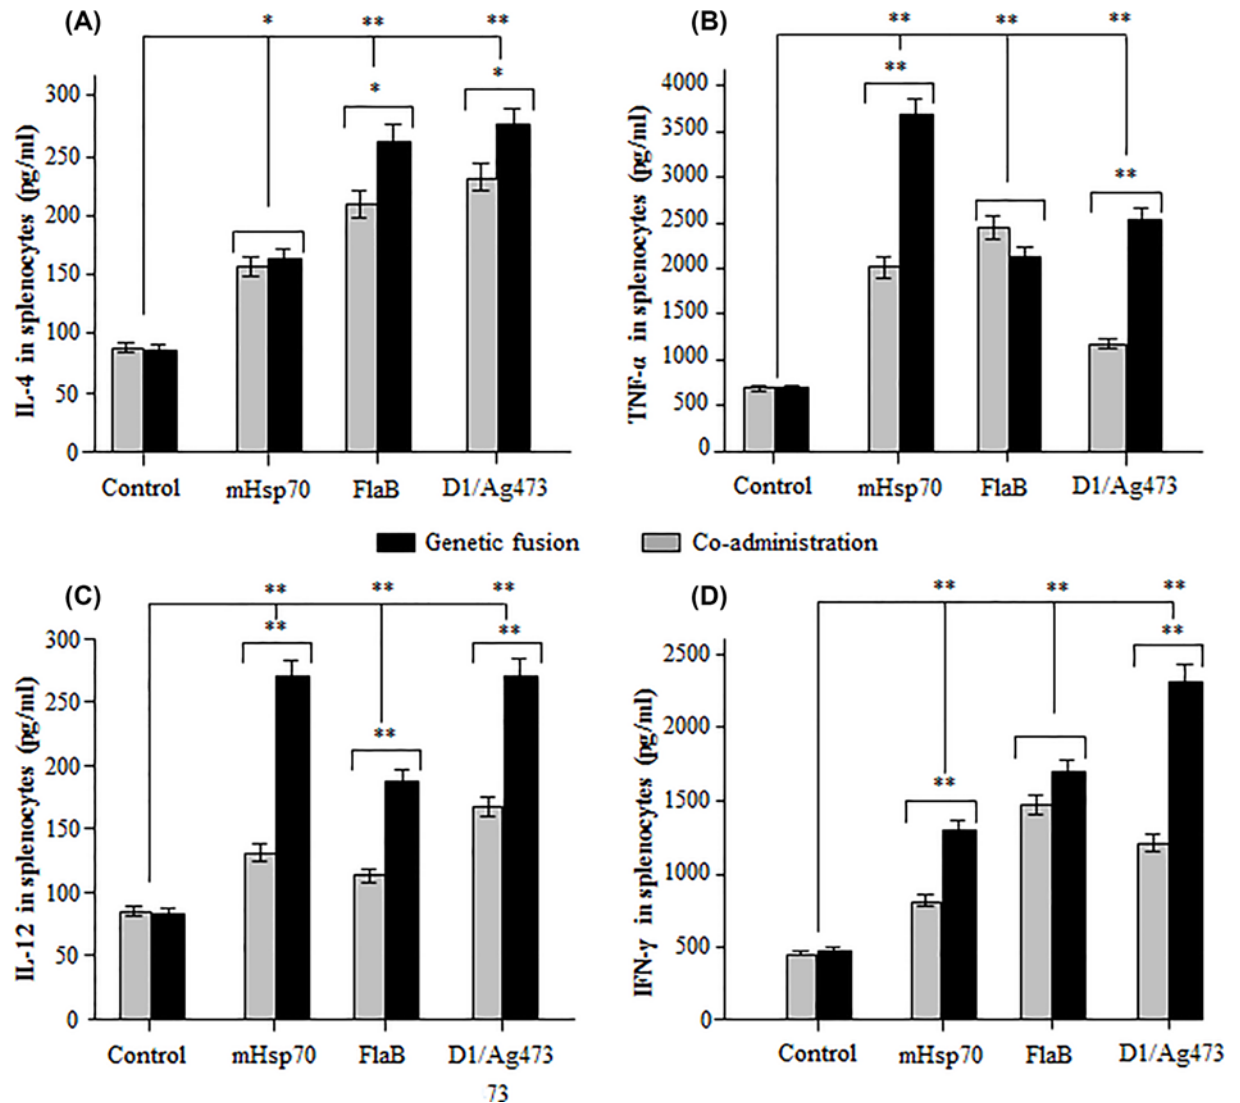 (A)
* ** **
*
*
IL-4 in splenocytes (pg/ml)
300
250
200
150
100
50
0
Control mHsp70 FlaB D1/Ag473
(B)
** ** **
**
**
TNF-α in splenocytes (pg/ml)
4000
3500
3000
2500
2000
1500
1000
500
0
Control mHsp70 FlaB D1/Ag473
Genetic fusion Co-administration
(C)
** ** **
** **
**
IL-12 in splenocytes (pg/ml)
300
250
200
150
100
50
0
Control mHsp70 FlaB D1/Ag473
73
(D)
** ** **
**
**
IFN-γ in splenocytes (pg/ml)
2500
2000
1500
1000
500
0
Control mHsp70 FlaB D1/Ag473